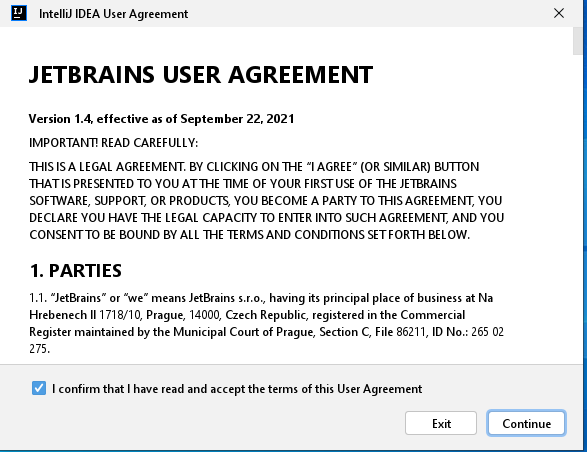 IJ IntelliJ IDEA User Agreement
JETBRAINS USER AGREEMENT
Version 1.4, effective as of September 22, 2021
IMPORTANT! READ CAREFULLY:
THIS IS A LEGAL AGREEMENT. BY CLICKING ON THE “I AGREE” (OR SIMILAR) BUTTON
THAT IS PRESENTED TO YOU AT THE TIME OF YOUR FIRST USE OF THE JETBRAINS
SOFTWARE, SUPPORT, OR PRODUCTS, YOU BECOME A PARTY TO THIS AGREEMENT, YOU
DECLARE YOU HAVE THE LEGAL CAPACITY TO ENTER INTO SUCH AGREEMENT, AND YOU
CONSENT TO BE BOUND BY ALL THE TERMS AND CONDITIONS SET FORTH BELOW.
1. PARTIES
1.1. “JetBrains” or “we” means JetBrains s.r.o., having its principal place of business at Na
Hrebenech II 1718/10, Prague, 14000, Czech Republic, registered in the Commercial
Register maintained by the Municipal Court of Prague, Section C, File 86211, ID No.: 265 02
275.
I confirm that I have read and accept the terms of this User Agreement
Exit Continue